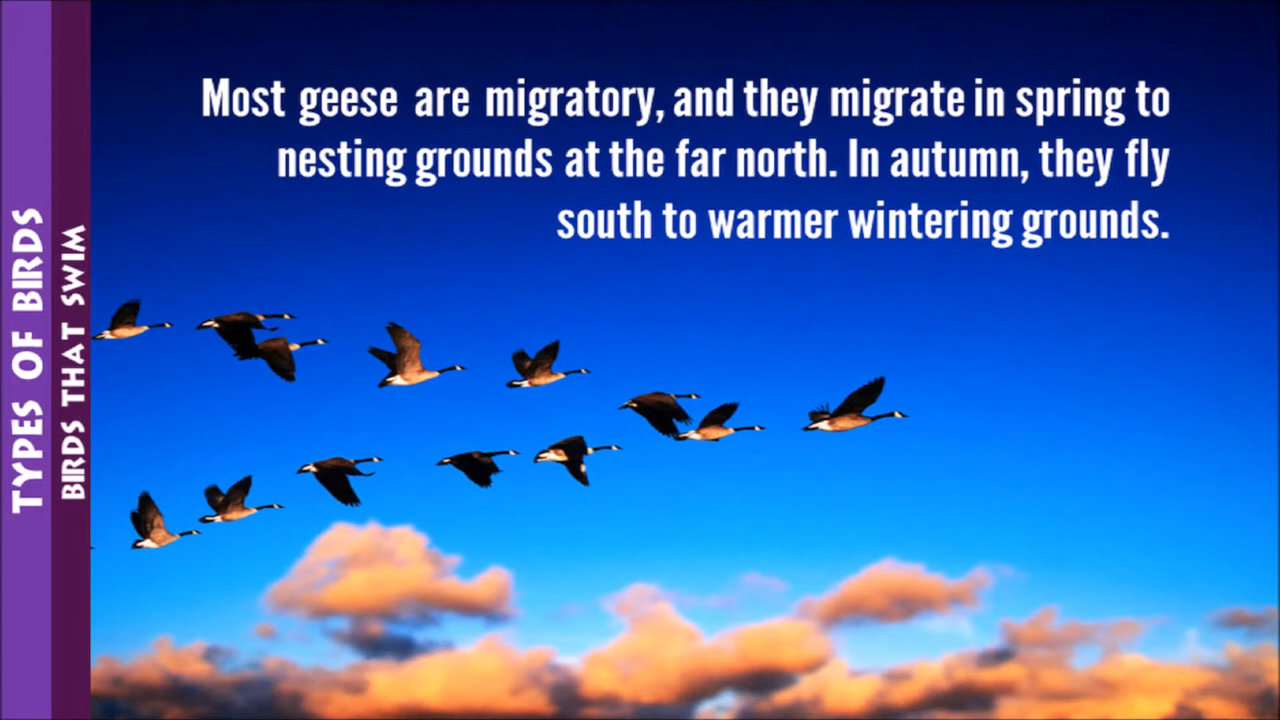 TYPES OF BIRDS
BIRDS THAT SWIM
Most geese are migratory, and they migrate in spring to
nesting grounds at the far north. In autumn, they fly
south to warmer wintering grounds.